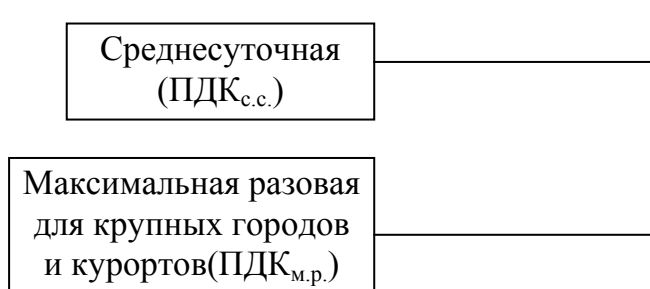 Среднесуточная
(ПДКс.с.)
Максимальная разовая
для крупных городов
и курортов(ПДКм.р.)